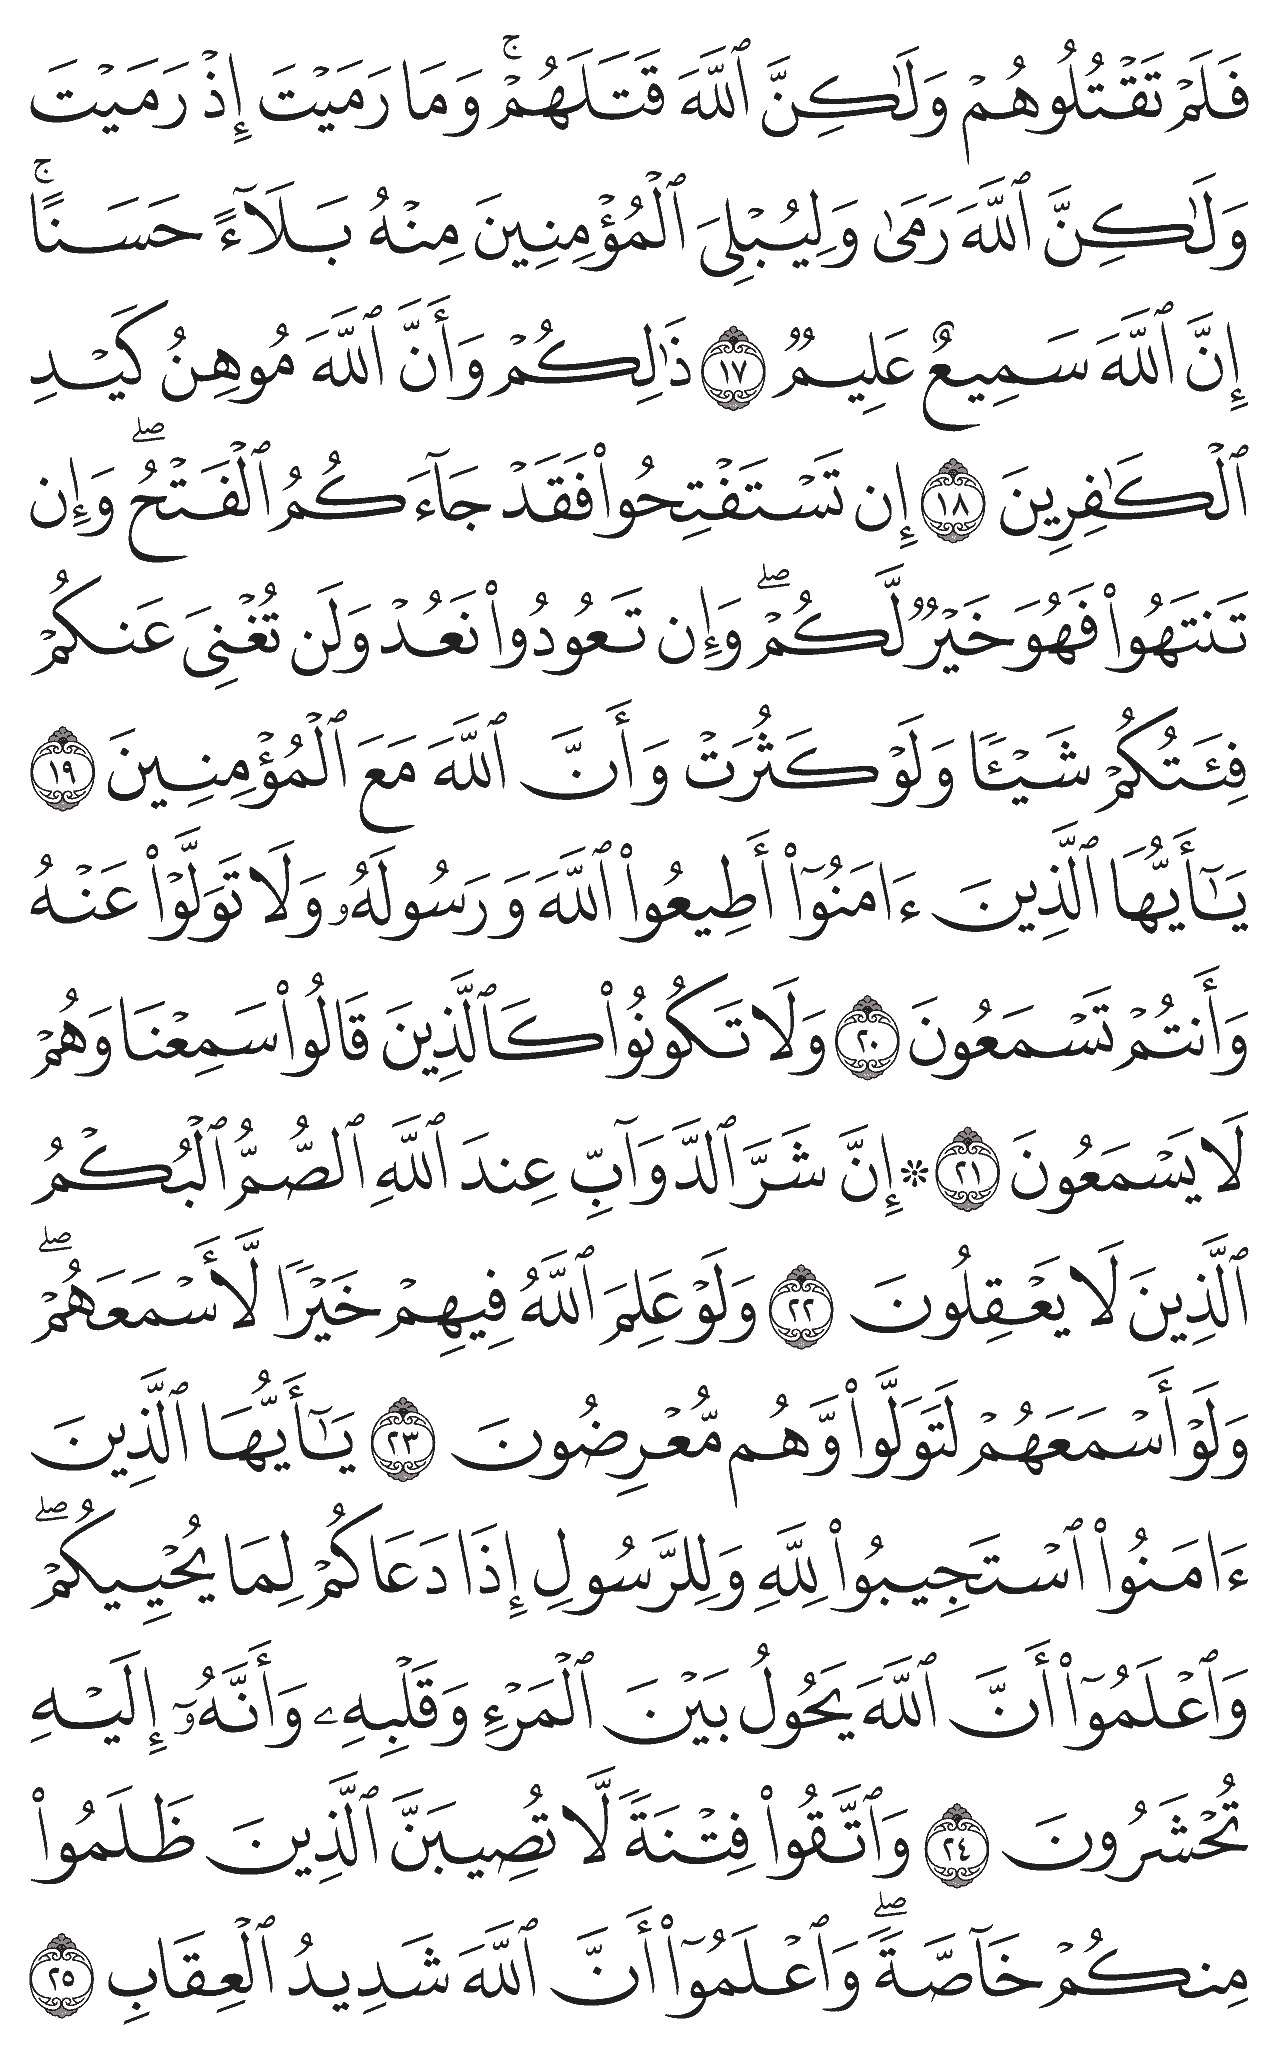 فَلَمْ تَقْتُلُوهُمْ وَلَٰكِنَّ ٱللَّهَ قَتَلَهُمْۚ وَمَا رَمَيْتَ إِذْ رَمَيْتَ
وَلَٰكِنَّ ٱللَّهَ رَمَىٰ وَلِيُبْلِىَ ٱلْمُؤْمِنِينَ مِنْهُ بَلَآءً حَسَنًاۚ
إِنَّ ٱللَّهَ سَمِيعٌ عَلِيمٌ ١٧ ذَٰلِكُمْ وَأَنَّ ٱللَّهَ مُوهِنُ كَيْدِ
ٱلْكَٰفِرِينَ ١٨ إِن تَسْتَفْتِحُوا۟ فَقَدْ جَآءَكُمُ ٱلْفَتْحُۖ وَإِن
تَنتَهُوا۟ فَهُوَ خَيْرٌ لَّكُمْۖ وَإِن تَعُودُوا۟ نَعُدْ وَلَن تُغْنِىَ عَنكُمْ
فِئَتُكُمْ شَيْـًٔا وَلَوْ كَثُرَتْ وَأَنَّ ٱللَّهَ مَعَ ٱلْمُؤْمِنِينَ ١٩
يَٰٓأَيُّهَا ٱلَّذِينَ ءَامَنُوٓا۟ أَطِيعُوا۟ ٱللَّهَ وَرَسُولَهُۥ وَلَا تَوَلَّوْا۟ عَنْهُ
وَأَنتُمْ تَسْمَعُونَ ٢٠ وَلَا تَكُونُوا۟ كَٱلَّذِينَ قَالُوا۟ سَمِعْنَا وَهُمْ
لَا يَسْمَعُونَ ٢١ ۞ إِنَّ شَرَّ ٱلدَّوَآبِّ عِندَ ٱللَّهِ ٱلصُّمُّ ٱلْبُكْمُ
ٱلَّذِينَ لَا يَعْقِلُونَ ٢٢ وَلَوْ عَلِمَ ٱللَّهُ فِيهِمْ خَيْرًا لَّأَسْمَعَهُمْۖ
وَلَوْ أَسْمَعَهُمْ لَتَوَلَّوا۟ وَّهُم مُّعْرِضُونَ ٢٣ يَٰٓأَيُّهَا ٱلَّذِينَ
ءَامَنُوا۟ ٱسْتَجِيبُوا۟ لِلَّهِ وَلِلرَّسُولِ إِذَا دَعَاكُمْ لِمَا يُحْيِيكُمْۖ
وَٱعْلَمُوٓا۟ أَنَّ ٱللَّهَ يَحُولُ بَيْنَ ٱلْمَرْءِ وَقَلْبِهِۦ وَأَنَّهُۥٓ إِلَيْهِ
تُحْشَرُونَ ٢٤ وَٱتَّقُوا۟ فِتْنَةً لَّا تُصِيبَنَّ ٱلَّذِينَ ظَلَمُوا۟
مِنكُمْ خَآصَّةًۖ وَٱعْلَمُوٓا۟ أَنَّ ٱللَّهَ شَدِيدُ ٱلْعِقَابِ ٢٥